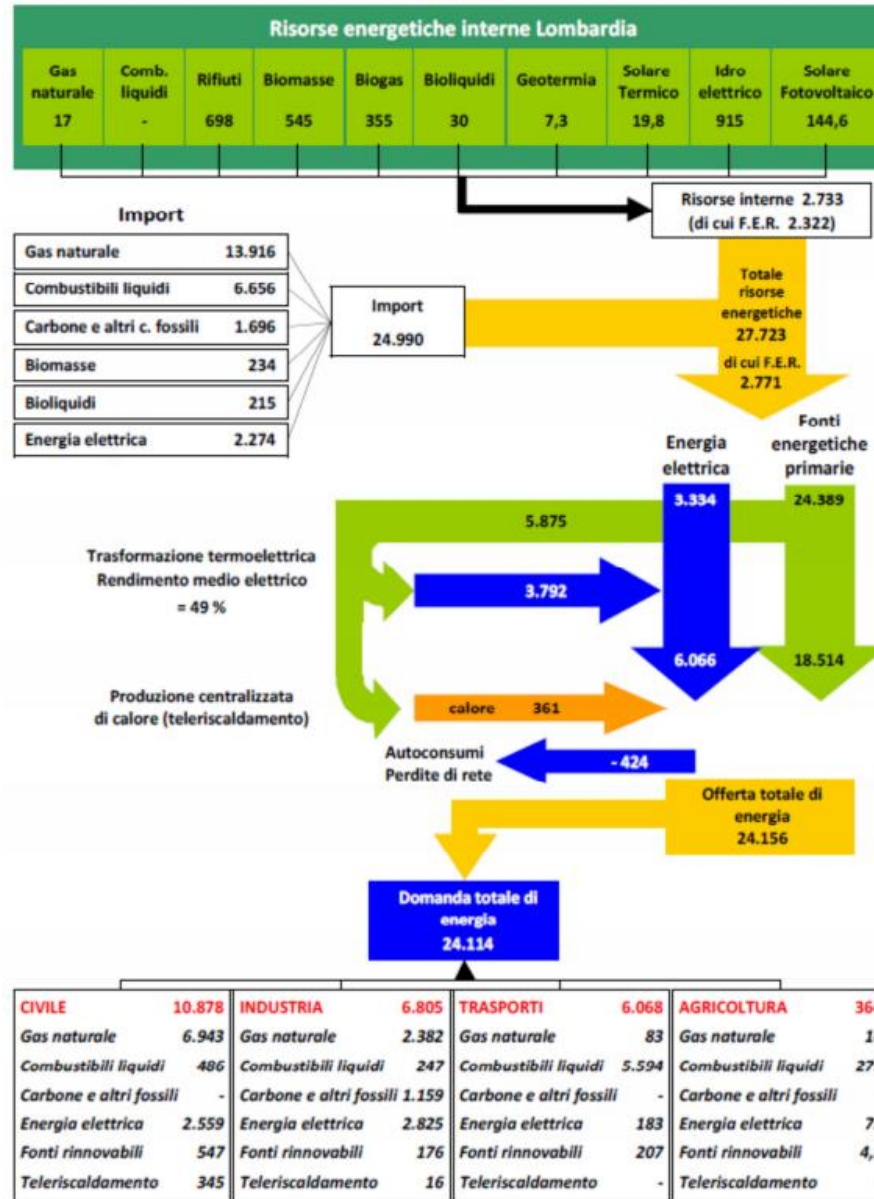 Risorse energetiche interne Lombardia
Gas naturale 17
Comb. liquidi -
Rifiuti 698
Biomasse 545
Biogas 355
Bioliquidi 30
Geotermia 7,3
Solare Termico 19,8
Idro elettrico 915
Solare Fotovoltaico 144,6
Risorse interne 2.733
(di cui F.E.R. 2.322)
Import
Gas naturale 13.916
Combustibili liquidi 6.656
Carbone e altri c. fossili 1.696
Biomasse 234
Bioliquidi 215
Energia elettrica 2.274
Import
24.990
Totale
risorse
energetiche
27.723
di cui F.E.R.
2.771
Energia
elettrica
Fonti
energetiche
primarie
3.334
24.389
5.875
Trasformazione termoelettrica
Rendimento medio elettrico
= 49 %
3.792
6.066
18.514
Produzione centralizzata
di calore (teleriscaldamento)
calore 361
Autoconsumi
Perdite di rete
- 424
Offerta totale di
energia
24.156
Domanda totale di
energia
24.114
CIVILE 10.878
Gas naturale 6.943
Combustibili liquidi 486
Carbone e altri fossili -
Energia elettrica 2.559
Fonti rinnovabili 547
Teleriscaldamento 345
INDUSTRIA 6.805
Gas naturale 2.382
Combustibili liquidi 247
Carbone e altri fossili 1.159
Energia elettrica 2.825
Fonti rinnovabili 176
Teleriscaldamento 16
TRASPORTI 6.068
Gas naturale 83
Combustibili liquidi 5.594
Carbone e altri fossili -
Energia elettrica 183
Fonti rinnovabili 207
Teleriscaldamento -
AGRICOLTURA
Gas naturale
Combustibili liquidi
Carbone e altri fossili
Energia elettrica
Fonti rinnovabili
Teleriscaldamento